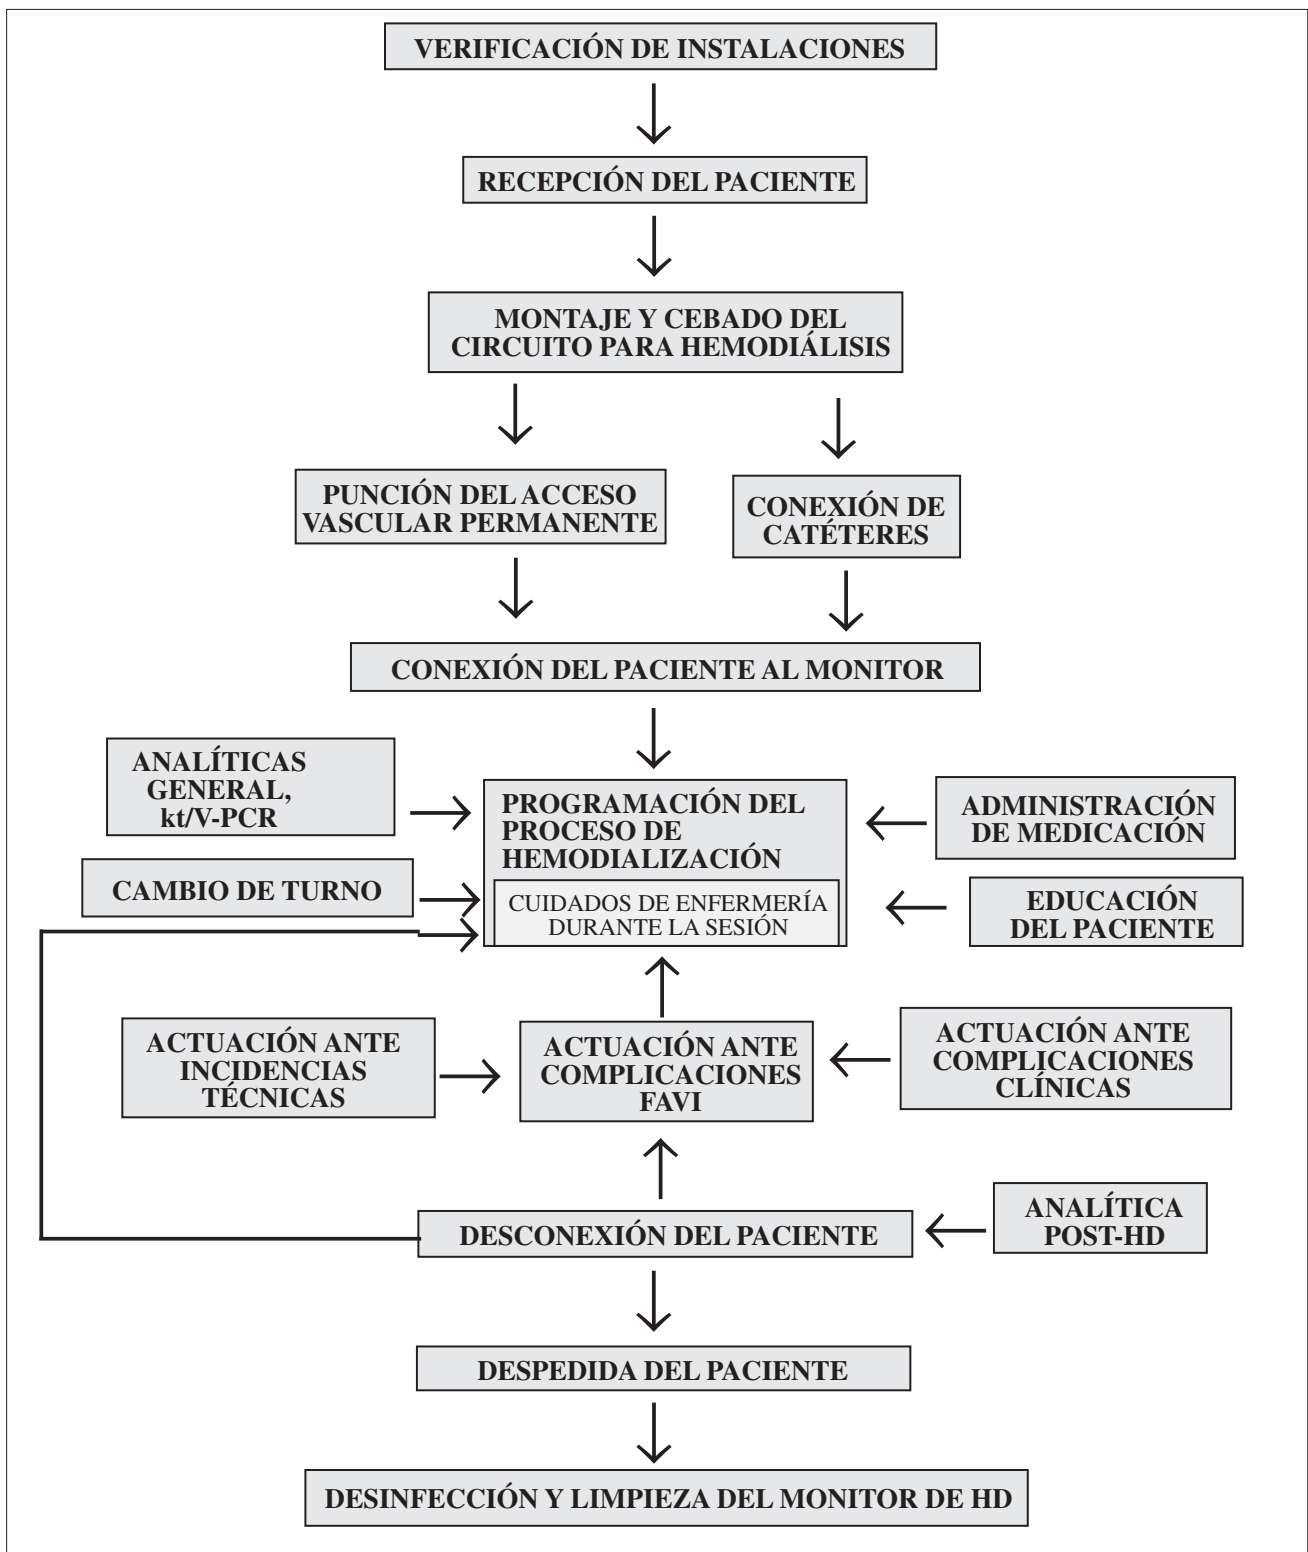 VERIFICACIÓN DE INSTALACIONES
RECEPCIÓN DEL PACIENTE
MONTAJE Y CEBADO DEL
CIRCUITO PARA HEMODIÁLISIS
PUNCIÓN DEL ACCESO
VASCULAR PERMANENTE
CONEXIÓN DE
CATÉTERES
CONEXIÓN DEL PACIENTE AL MONITOR
ANALÍTICAS
GENERAL,
kt/V-PCR
PROGRAMACIÓN DEL
PROCESO DE
HEMODIALIZACIÓN
ADMINISTRACIÓN
DE MEDICACIÓN
CAMBIO DE TURNO
CUIDADOS DE ENFERMERÍA
DURANTE LA SESIÓN
EDUCACIÓN
DEL PACIENTE
ACTUACIÓN ANTE
INCIDENCIAS
TÉCNICAS
ACTUACIÓN ANTE
COMPLICACIONES
FAVI
ACTUACIÓN ANTE
COMPLICACIONES
CLÍNICAS
DESCONEXIÓN DEL PACIENTE
ANALÍTICA
POST-HD
DESPEDIDA DEL PACIENTE
DESINFECCIÓN Y LIMPIEZA DEL MONITOR DE HD